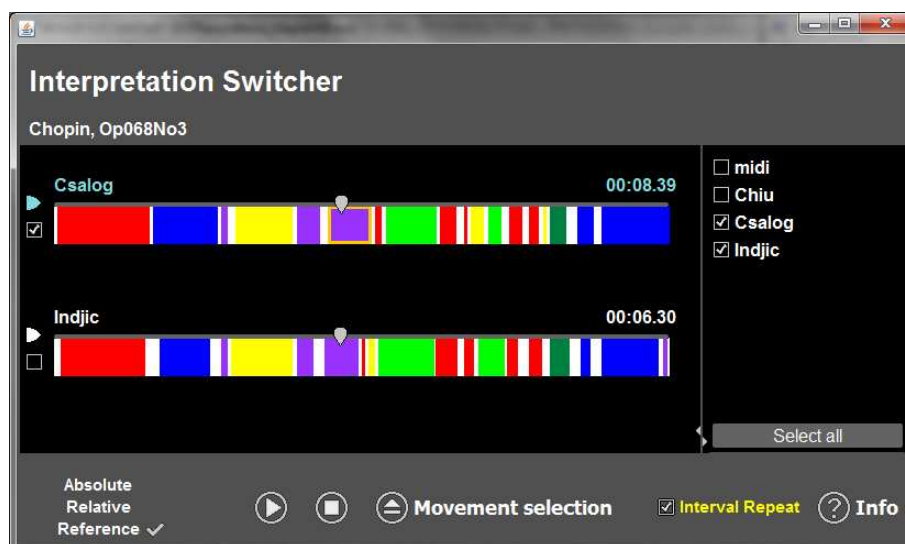 Interpretation Switcher
Chopin, Op068No3
Csalog 00:08.39
Indjic 00:06.30
midi
Chiu
Csalog
Indjic
Select all
Absolute
Relative
Reference
Movement selection
Interval Repeat
? Info